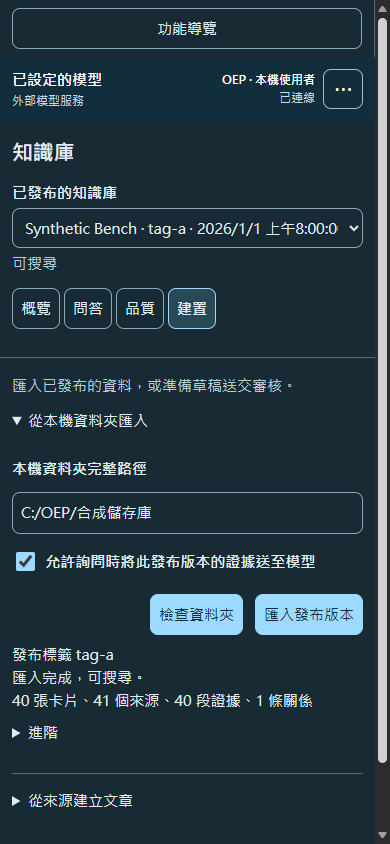 功能導覽
已設定的模型
外部模型服務
OEP · 本機使用者
已連線
...
知識庫
已發布的知識庫
Synthetic Bench · tag-a · 2026/1/1 上午8:00:0
可搜尋
概覽 問答 品質 建置
匯入已發布的資料，或準備草稿送交審核。
▼ 從本機資料夾匯入
本機資料夾完整路徑
C:/OEP/合成儲存庫
允許詢問時將此發布版本的證據送至模型
檢查資料夾 匯入發布版本
發布標籤 tag-a
匯入完成，可搜尋。
40 張卡片、41 個來源、40 段證據、1 條關係
▶ 進階
▶ 從來源建立文章